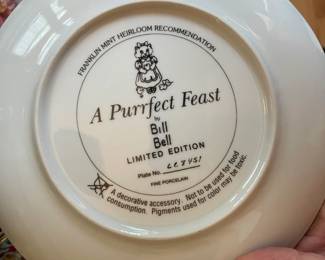 FRANKLIN MINT HEIRLOOM RECOMMENDATION
A Purrfect Feast
by
Bill
Bell
LIMITED EDITION
Plate No.
FINE PORCELAIN
A decorative accessory. Not to be used for food
consumption. Pigments used for color may be toxic.